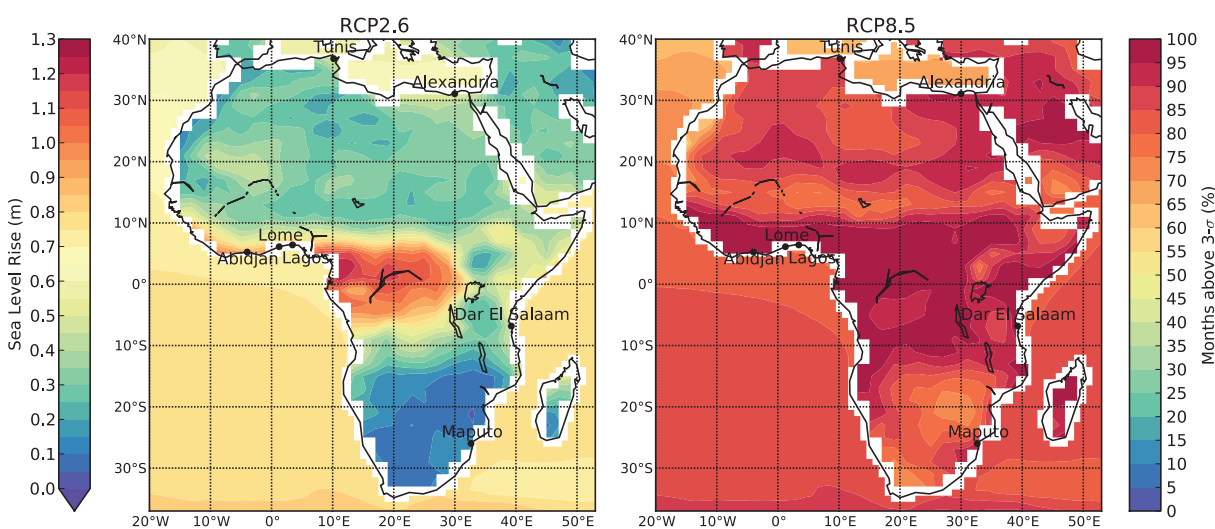 RCP2.6
RCP8.5
Sea Level Rise (m)
1.3
1.2
1.1
1.0
0.9
0.8
0.7
0.6
0.5
0.4
0.3
0.2
0.1
0.0
40°N
30°N
20°N
10°N
0°
10°S
20°S
30°S
20°W
10°W
0°
10°E
20°E
30°E
40°E
50°E
Tunis
Alexandria
Lome
Abidjan
Lagos
Dar El Salaam
Maputo
40°N
30°N
20°N
10°N
0°
10°S
20°S
30°S
20°W
10°W
0°
10°E
20°E
30°E
40°E
50°E
Tunis
Alexandria
Lome
Abidjan
Lagos
Dar El Salaam
Maputo
100
95
90
85
80
75
70
65
60
55
50
45
40
35
30
25
20
15
10
5
0
Months above 3-σ (%)